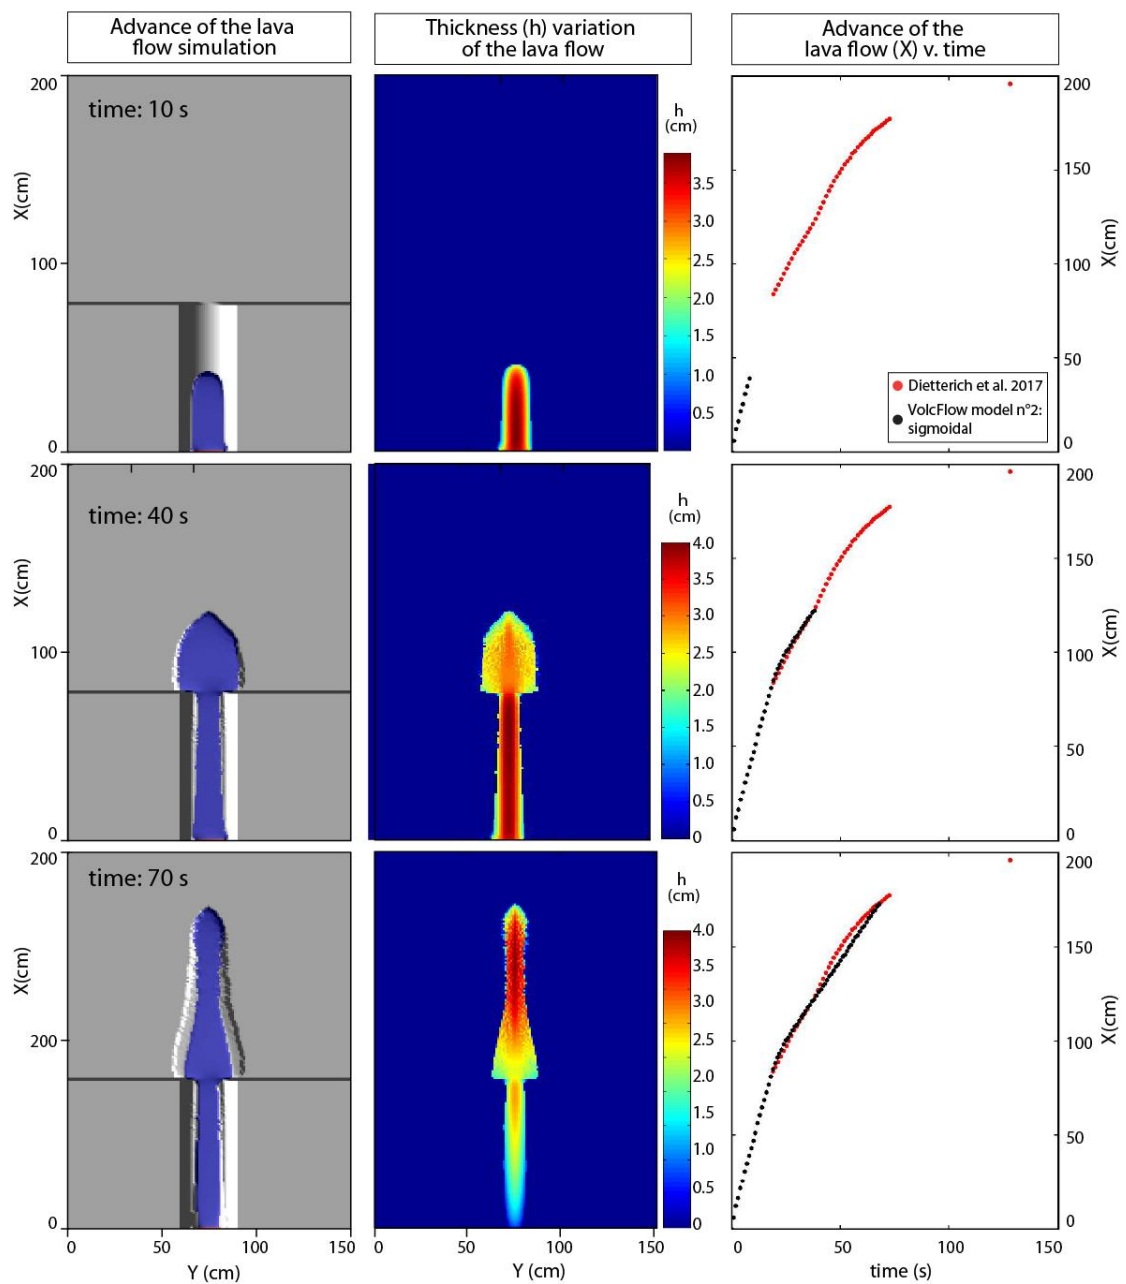 Advance of the lava
flow simulation
Thickness (h) variation
of the lava flow
Advance of the
lava flow (X) v. time
time: 10 s
200
100
0
X(cm)
h
(cm)
3.5
3.0
2.5
2.0
1.5
1.0
0.5
200
150
100
50
0
X(cm)
Dietterich et al. 2017
VolcFlow model n°2:
sigmoidal
time: 40 s
200
100
0
X(cm)
h
(cm)
4.0
3.5
3.0
2.5
2.0
1.5
1.0
0.5
0
200
150
100
50
0
X(cm)
time: 70 s
200
200
0
X(cm)
h
(cm)
4.0
3.5
3.0
2.5
2.0
1.5
1.0
0.5
0
200
150
100
50
0
X(cm)
0 100 150
Y (cm)
0 50 100 150
Y (cm)
0 50 100 150
time (s)